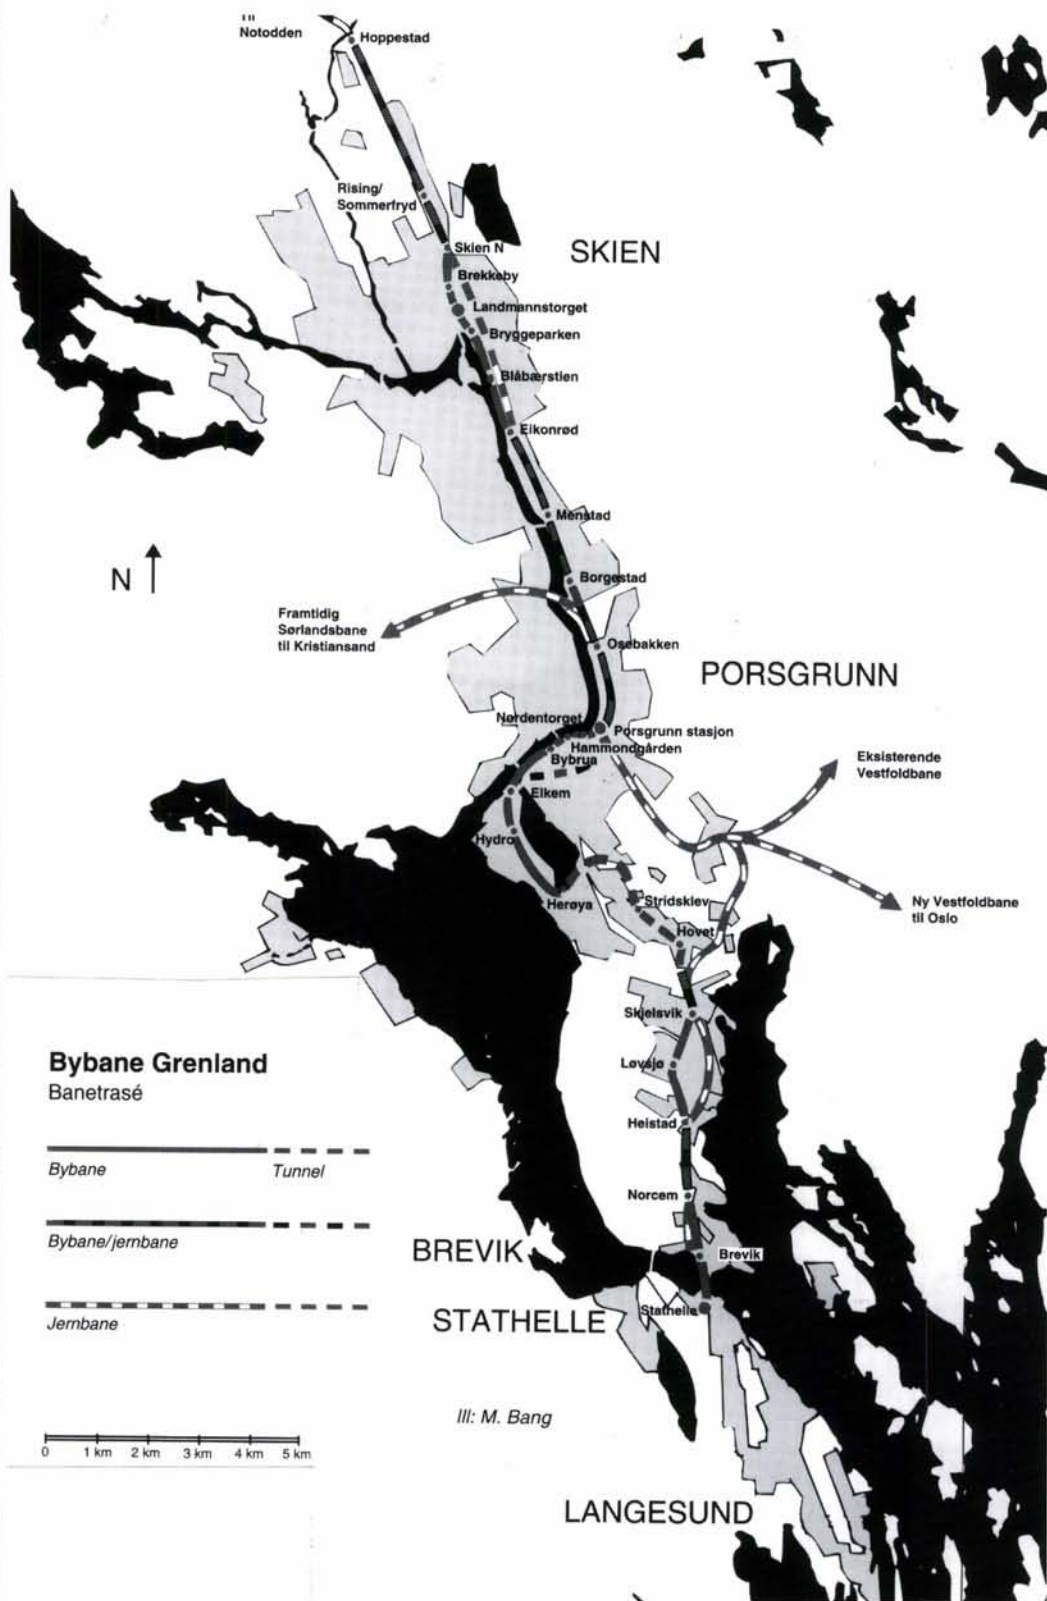 Til
Notodden
Hoppestad
Rising/
Sommerfryd
Skien N
SKIEN
Brekkeby
Landmannstorget
Bryggeparken
Blåbærstien
Eikonrød
Menstad
N
Borgestad
Framtidig
Sørlandsbane
til Kristiansand
Osebakken
PORSGRUNN
Nordentorget
Porsgrunn stasjon
Hammondgården
Bybrua
Eksisterende
Vestfoldbane
Elkem
Hydro
Herøya
Stridsklev
Ny Vestfoldbane
til Oslo
Hovet
Skjelsvik
Bybane Grenland
Banetrasé
Løvsjø
Heistad
Bybane
Tunnel
Norcem
Bybane/jernbane
BREVIK
Brevik
Stathelle
STATHELLE
Jernbane
Ill: M. Bang
0 1 km 2 km 3 km 4 km 5 km
LANGESUND